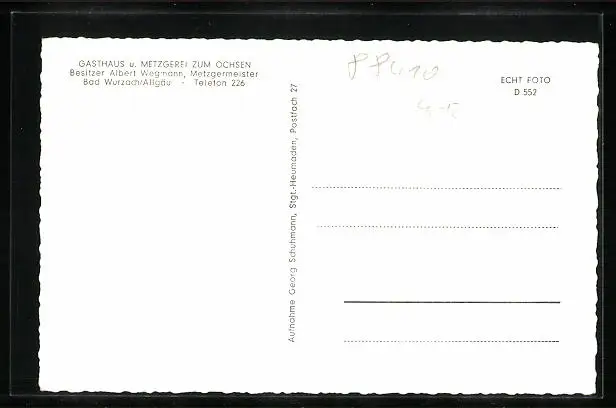 GASTHAUS u. METZGEREI ZUM OCHSEN
Besitzer Albert Wegmann, Metzgermeister
Bad Wurzach/Allgäu - Telefon 226
Aufnahme Georg Schuhmann, Stgt.-Heumaden, Postfach 27
ECHT FOTO
D 552